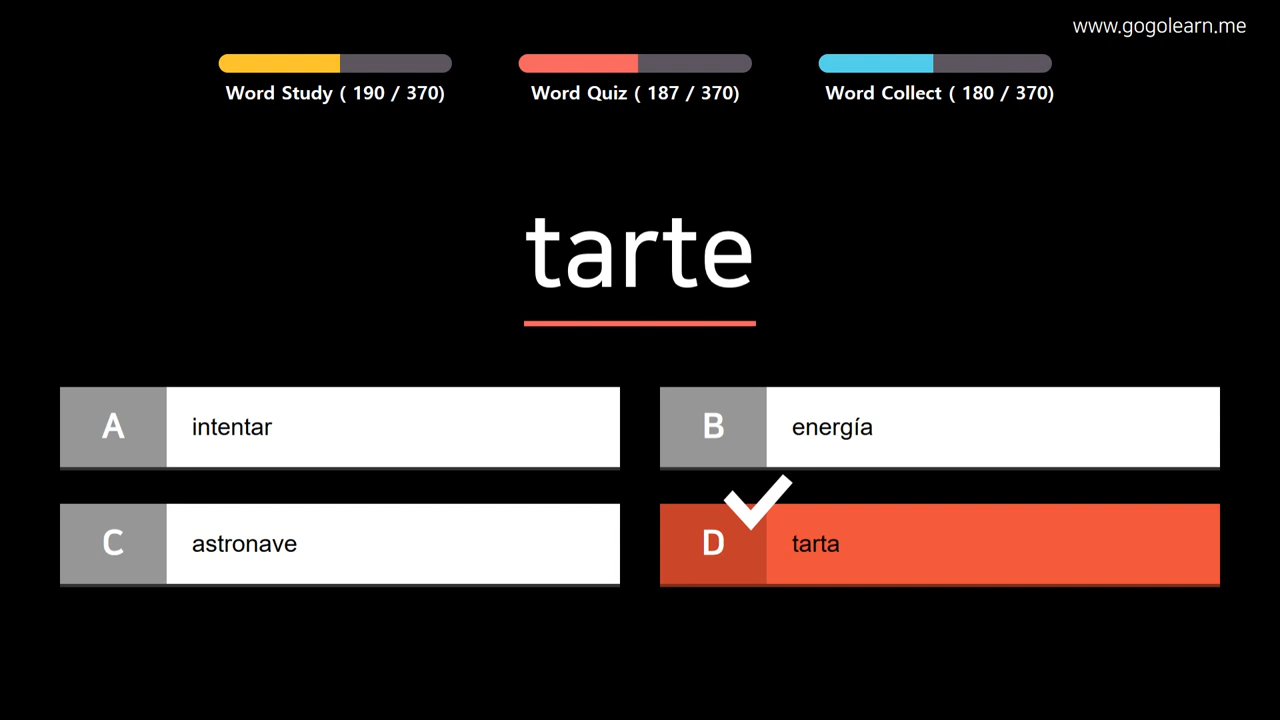 www.gogolearn.me
Word Study ( 190 / 370)
Word Quiz ( 187 / 370)
Word Collect ( 180 / 370)
tarte
A intentar
B energía
C astronave
D tarta